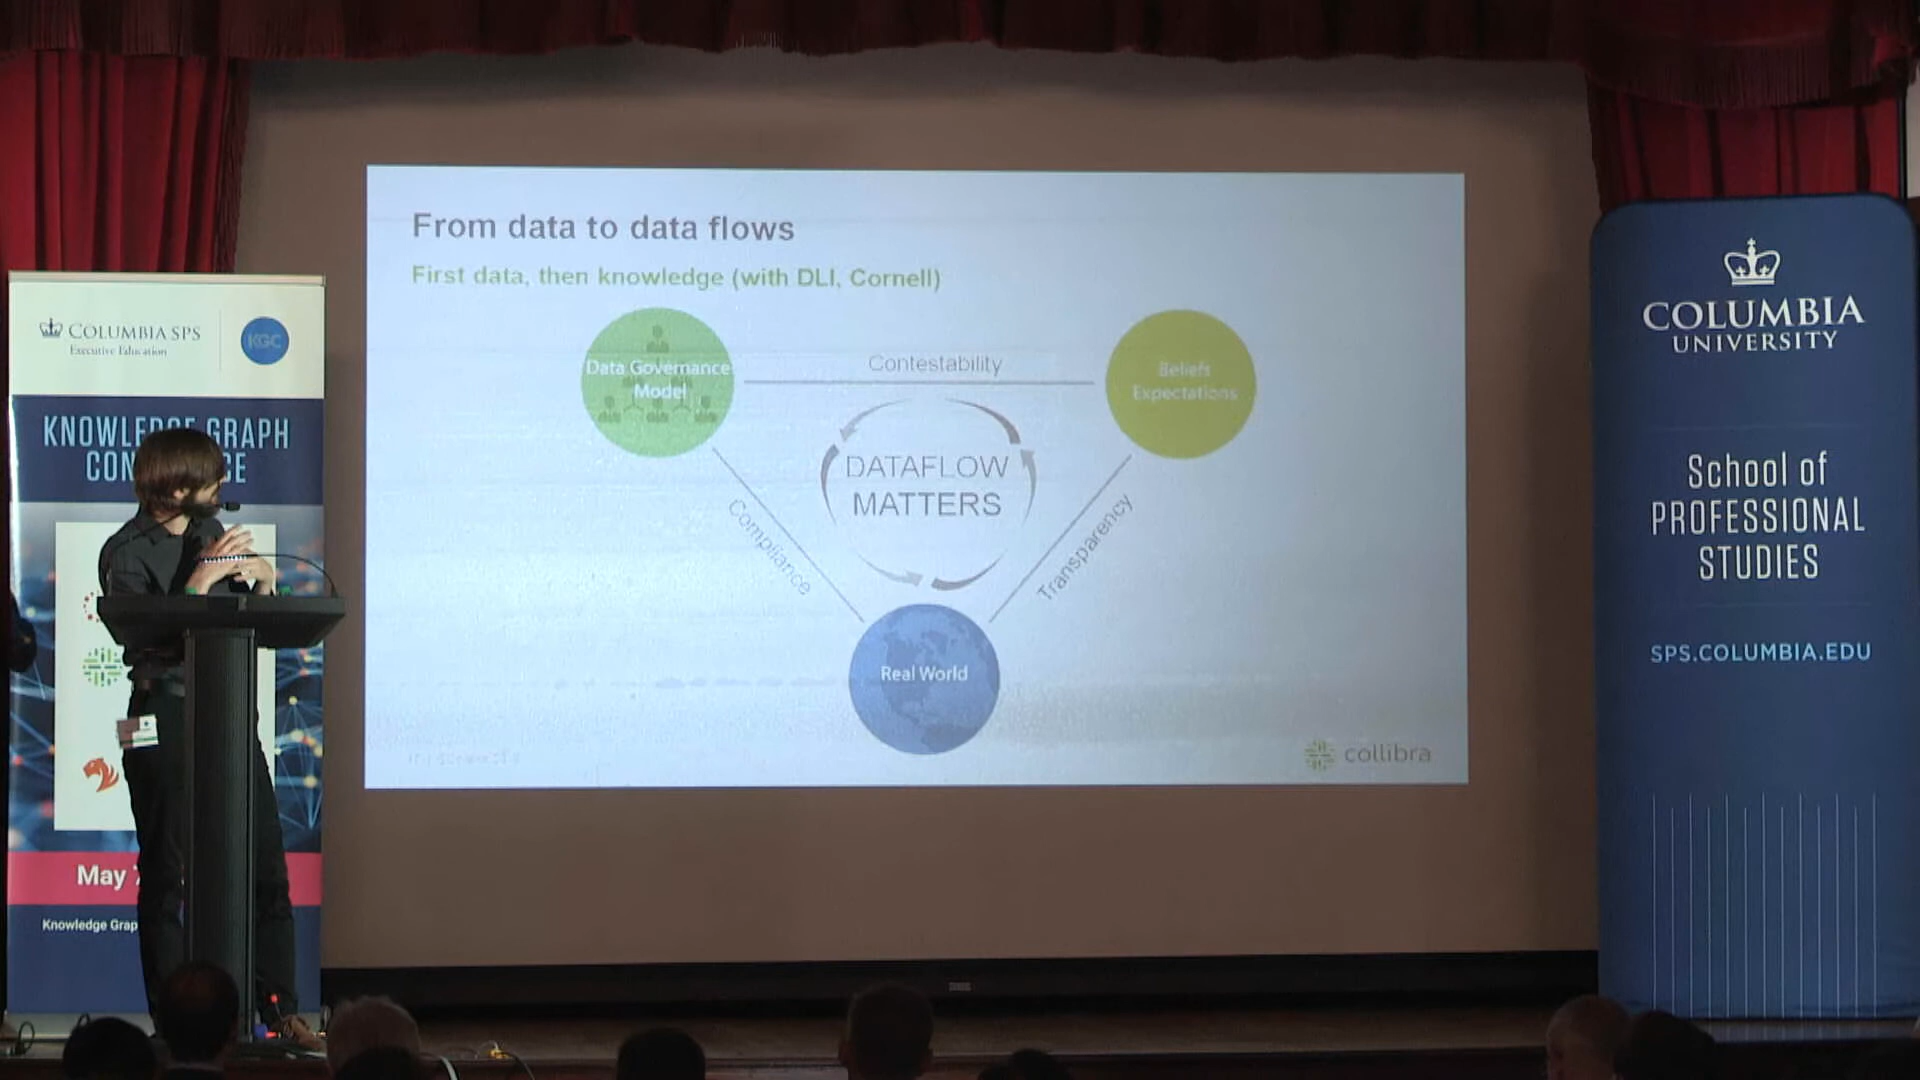 From data to data flows
First data, then knowledge (with DLI, Cornell)
Data Governance
Model
Contestability
Beliefs
Expectations
DATAFLOW
MATTERS
Compliance
Transparency
Real World
collibra
COLUMBIA SPS
Executive Education
KGC
KNOWLEDGE GRAPH
May 7
Knowledge Grap
COLUMBIA
UNIVERSITY
School of
PROFESSIONAL
STUDIES
SPS.COLUMBIA.EDU